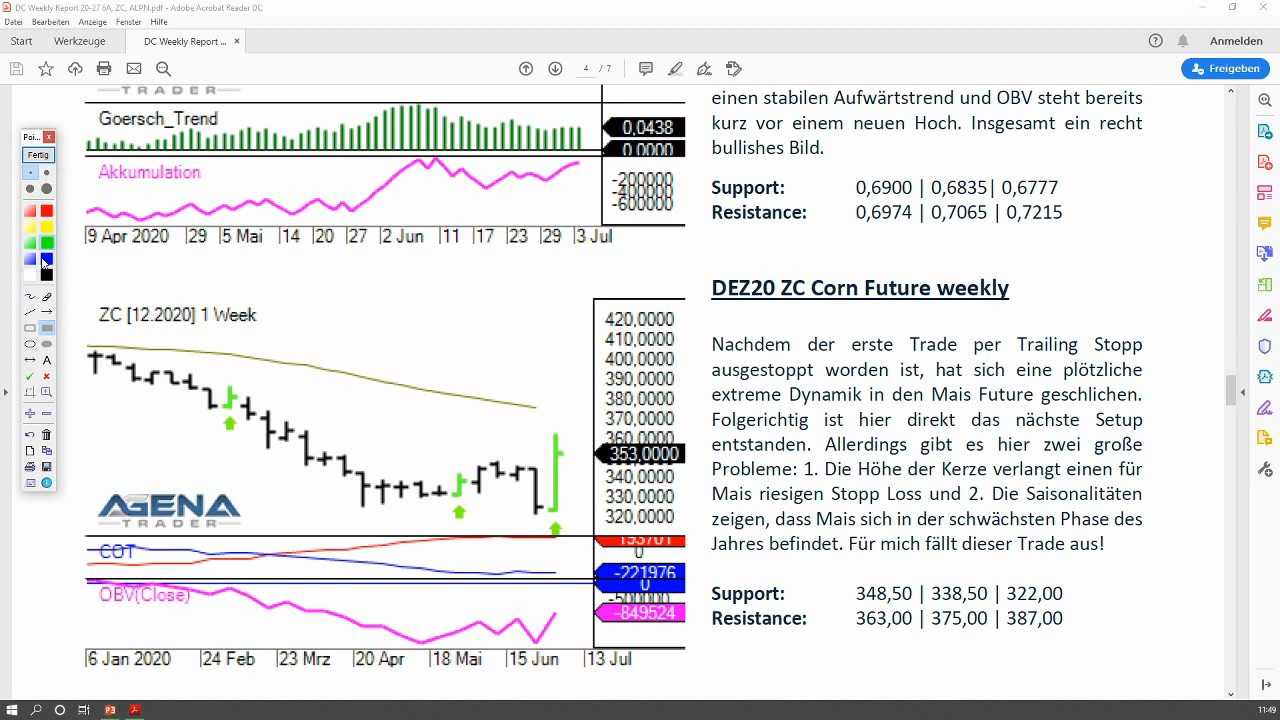 DC Weekly Report 20-27 6A, ZC, ALPN.pdf - Adobe Acrobat Reader DC
Datei Bearbeiten Anzeige Fenster Hilfe
Start Werkzeuge DC Weekly Report ... × Anmelden
4 / 7 Freigeben
Poi...
Fertig
A
TRADER
Goersch_Trend
0,0438
0,0000
Akkumulation
-200000
-400000
-600000
9 Apr 2020 29 5 Mai 14 20 27 2 Jun 11 17 23 29 3 Jul
einen stabilen Aufwärtstrend und OBV steht bereits
kurz vor einem neuen Hoch. Insgesamt ein recht
bullishes Bild.
Support: 0,6900 | 0,6835| 0,6777
Resistance: 0,6974 | 0,7065 | 0,7215
ZC [12.2020] 1 Week
420,0000
410,0000
400,0000
390,0000
380,0000
370,0000
360,0000
353,0000
340,0000
330,0000
320,0000
AGENA
TRADER
COT
193701
0
-221976
0
OBV(Close)
-500000
-849524
6 Jan 2020 24 Feb 23 Mrz 20 Apr 18 Mai 15 Jun 13 Jul
DEZ20 ZC Corn Future weekly
Nachdem der erste Trade per Trailing Stopp
ausgestoppt worden ist, hat sich eine plötzliche
extreme Dynamik in den Mais Future geschlichen.
Folgerichtig ist hier direkt das nächste Setup
entstanden. Allerdings gibt es hier zwei große
Probleme: 1. Die Höhe der Kerze verlangt einen für
Mais riesigen Stopp Loss und 2. Die Saisonalitäten
zeigen, dass Mais sich in der schwächsten Phase des
Jahres befindet. Für mich fällt dieser Trade aus!
Support: 348,50 | 338,50 | 322,00
Resistance: 363,00 | 375,00 | 387,00
11:49